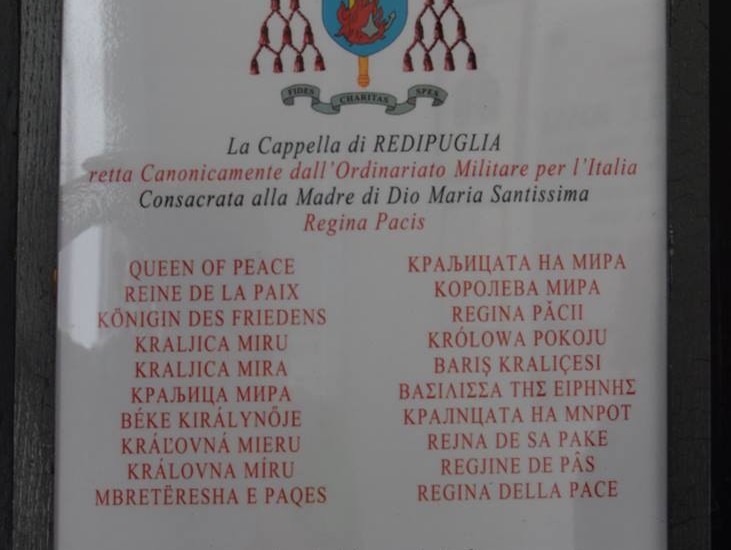 FIDES CHARITAS SPES
La Cappella di REDIPUGLIA
retta Canonicamente dall'Ordinariato Militare per l'Italia
Consacrata alla Madre di Dio Maria Santissima
Regina Pacis
QUEEN OF PEACE
REINE DE LA PAIX
KÖNIGIN DES FRIEDENS
KRALJICA MIRU
KRALJICA MIRA
КРАЉИЦА МИРА
BÉKE KIRÁLYNŐJE
KRÁĽOVNÁ MIERU
KRÁLOVNA MÍRU
MBRETËRESHA E PAQES
КРАЉИЦАТА НА МИРА
КОРОЛЕВА МИРА
REGINA PĂCII
KRÓLOWA POKOJU
BARIŞ KRALIÇESI
ΒΑΣΙΛΙΣΣΑ ΤΗΣ ΕΙΡΗΝΗΣ
КРАЛНЦАТА НА МNРОТ
REJNA DE SA PAKE
REGJINE DE PÂS
REGINA DELLA PACE